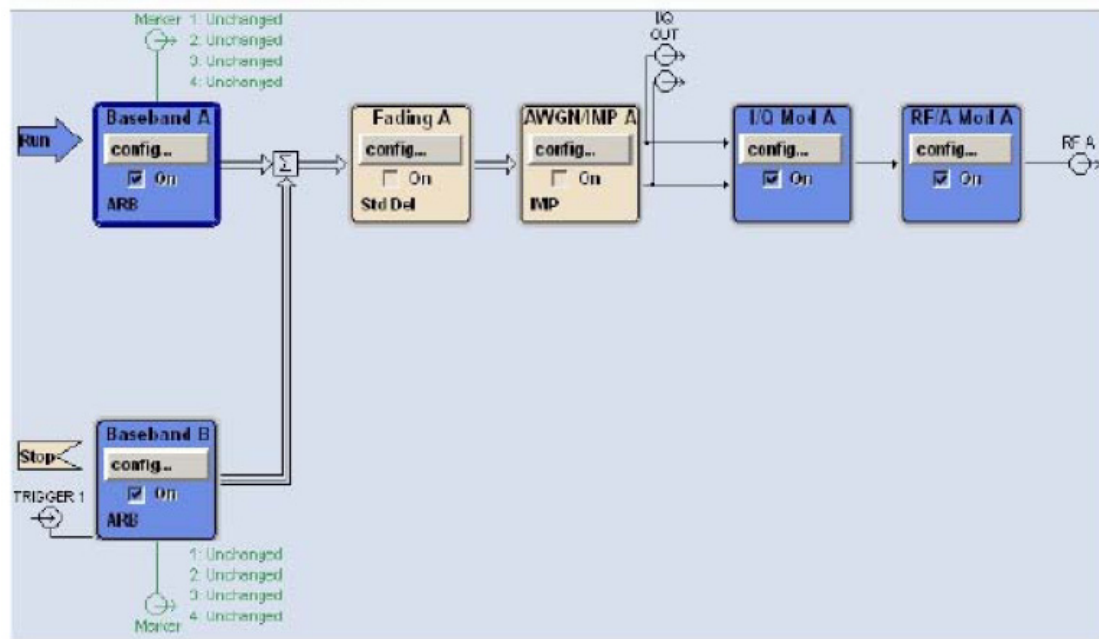 Marker 1: Unchanged
2: Unchanged
3: Unchanged
4: Unchanged
I/Q
OUT
Run
Baseband A
config...
On
ARB
Σ
Fading A
config...
On
Std Del
AWGN/IMP A
config...
On
IMP
I/Q Mod A
config...
On
RF/A Mod A
config...
On
RF A
Stop
TRIGGER 1
Baseband B
config...
On
ARB
1: Unchanged
2: Unchanged
3: Unchanged
4: Unchanged
Marker